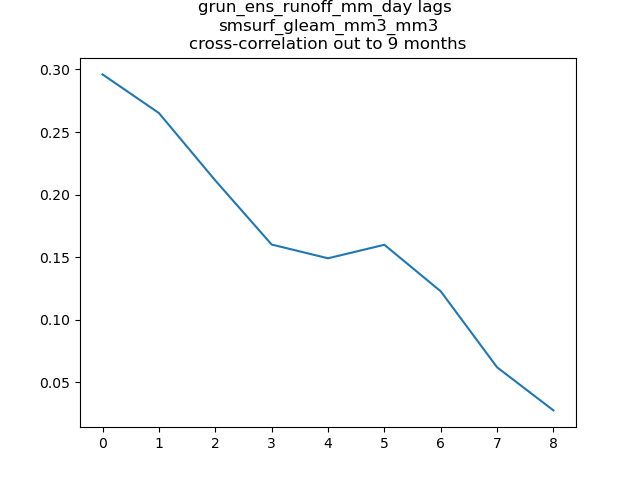 grun_ens_runoff_mm_day lags
smsurf_gleam_mm3_mm3
cross-correlation out to 9 months
0.30
0.25
0.20
0.15
0.10
0.05
0 1 2 3 4 5 6 7 8